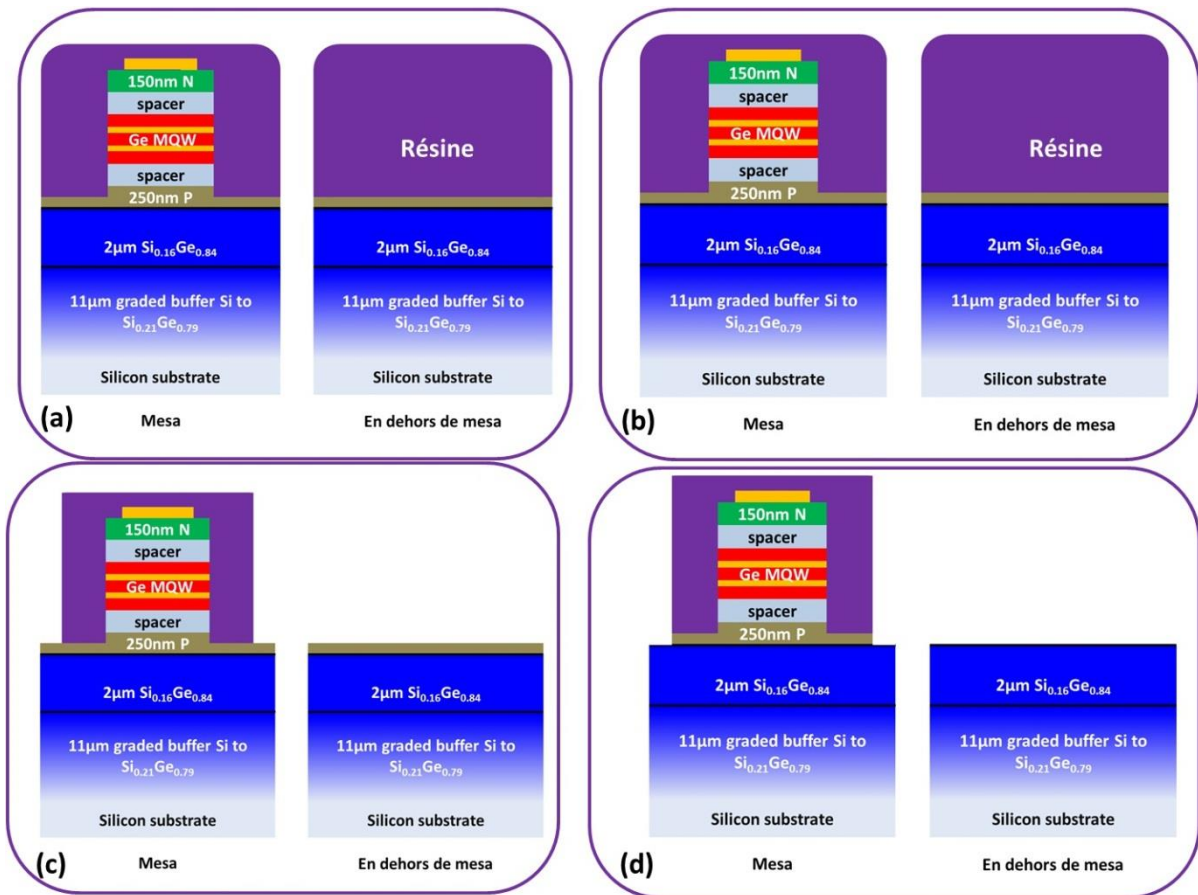 150nm N
spacer
Ge MQW
spacer
250nm P
2µm Si0.16Ge0.84
11µm graded buffer Si to
Si0.21Ge0.79
Silicon substrate
Mesa
Résine
2µm Si0.16Ge0.84
11µm graded buffer Si to
Si0.21Ge0.79
Silicon substrate
En dehors de mesa
(a)
150nm N
spacer
Ge MQW
spacer
250nm P
2µm Si0.16Ge0.84
11µm graded buffer Si to
Si0.21Ge0.79
Silicon substrate
Mesa
Résine
2µm Si0.16Ge0.84
11µm graded buffer Si to
Si0.21Ge0.79
Silicon substrate
En dehors de mesa
(b)
150nm N
spacer
Ge MQW
spacer
250nm P
2µm Si0.16Ge0.84
11µm graded buffer Si to
Si0.21Ge0.79
Silicon substrate
Mesa
2µm Si0.16Ge0.84
11µm graded buffer Si to
Si0.21Ge0.79
Silicon substrate
En dehors de mesa
(c)
150nm N
spacer
Ge MQW
spacer
250nm P
2µm Si0.16Ge0.84
11µm graded buffer Si to
Si0.21Ge0.79
Silicon substrate
Mesa
2µm Si0.16Ge0.84
11µm graded buffer Si to
Si0.21Ge0.79
Silicon substrate
En dehors de mesa
(d)